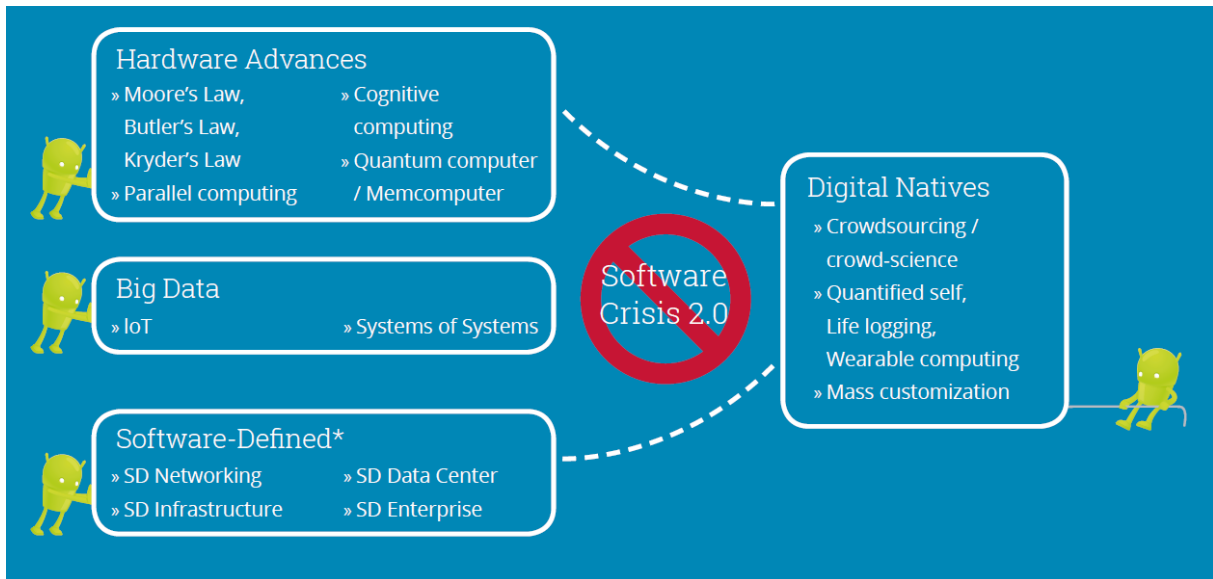 Hardware Advances
» Moore’s Law,
Butler’s Law,
Kryder’s Law
» Parallel computing
» Cognitive
computing
» Quantum computer
/ Memcomputer
Big Data
» IoT
» Systems of Systems
Software-Defined*
» SD Networking
» SD Infrastructure
» SD Data Center
» SD Enterprise
Software
Crisis 2.0
Digital Natives
» Crowdsourcing /
crowd-science
» Quantified self,
Life logging,
Wearable computing
» Mass customization